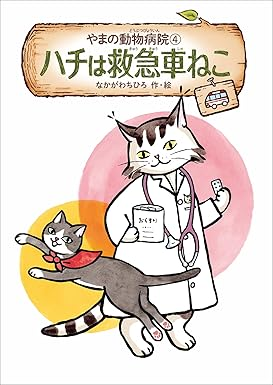 やまの動物病院④
ハチは救急車ねこ
なかがわちひろ 作・絵
おくすり